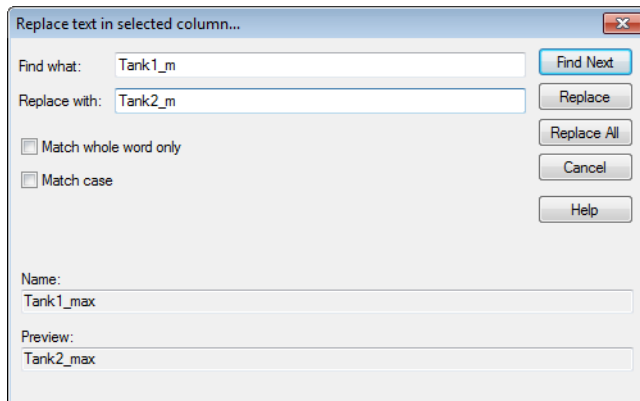 Replace text in selected column...
Find what: Tank1_m Find Next
Replace with: Tank2_m Replace
Match whole word only Replace All
Match case Cancel
Help
Name:
Tank1_max
Preview:
Tank2_max